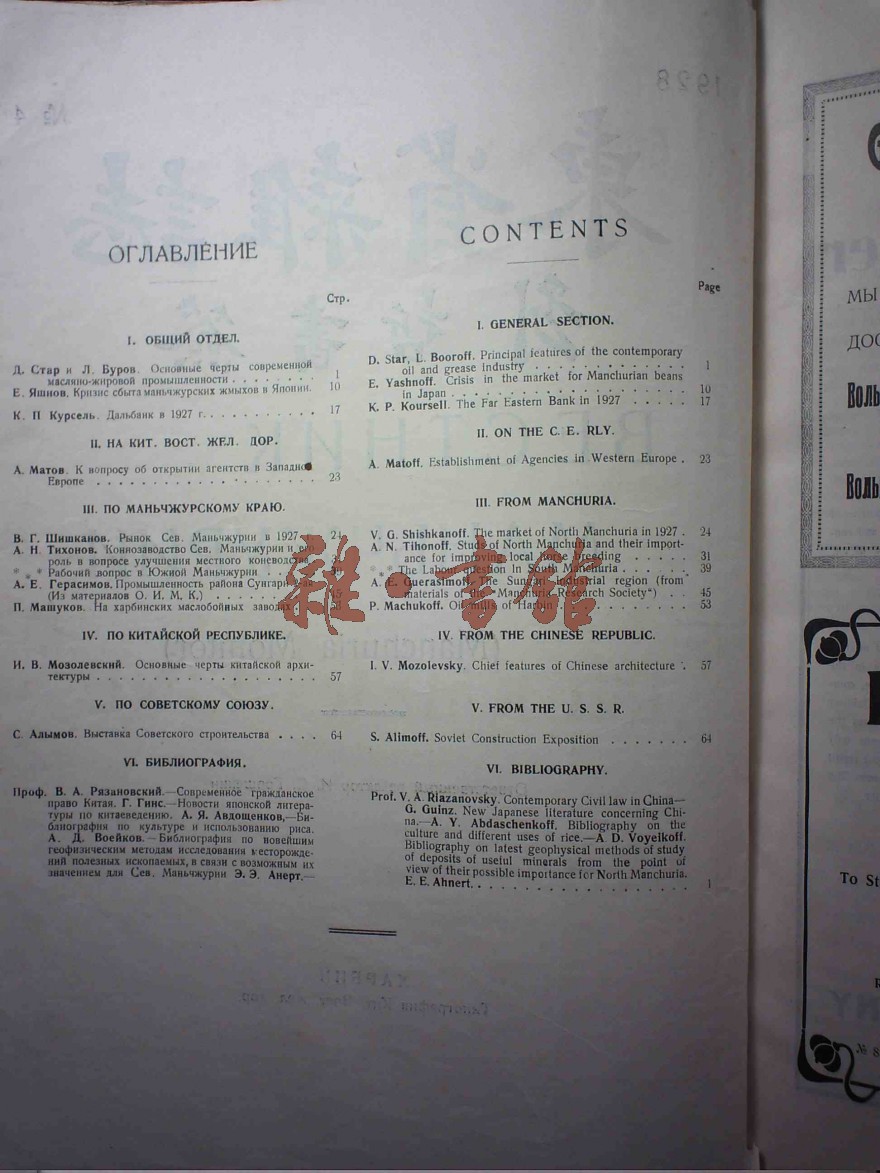 ОГЛАВЛЕНИЕ
Стр.
I. ОБЩИЙ ОТДЕЛ.
Д. Стар и Л. Буров. Основные черты современной
масляно-жировой промышленности . . . . . . . 1
Е. Яшнов. Кризис сбыта маньчжурских жмыхов в Японии. 10
К. П Курсель. Дальбанк в 1927 г. . . . . . . . . . . 17
II. НА КИТ. ВОСТ. ЖЕЛ. ДОР.
А. Матов. К вопросу об открытии агентств в Западной
Европе . . . . . . . . . . . . . . . . . 23
III. ПО МАНЬЧЖУРСКОМУ КРАЮ.
В. Г. Шишканов. Рынок Сев. Маньчжурии в 1927 . . 24
А. Н. Тихонов. Коннозаводство Сев. Маньчжурии и
роль в вопросе улучшения местного коневодства
* * * Рабочий вопрос в Южной Маньчжурии . . . .
А. Е. Герасимов. Промышленность района
(Из материалов О. И. М. К.) . . . . . . . . . 45
П. Машуков. На харбинских маслобойных заводах . 53
IV. ПО КИТАЙСКОЙ РЕСПУБЛИКЕ.
И. В. Мозолевский. Основные черты китайской архи-
тектуры . . . . . . . . . . . . . . . . . . 57
V. ПО СОВЕТСКОМУ СОЮЗУ.
С. Алымов. Выставка Советского строительства . . . . 64
VI. БИБЛИОГРАФИЯ.
Проф. В. А. Рязановский.—Современное гражданское
право Китая. Г. Гинс.—Новости японской литера-
туры по китаеведению. А. Я. Авдощенков,—Би-
блиография по культуре и использованию риса.
А. Д. Воейков.—Библиография по новейшим
геофизическим методам исследования месторожде-
ний полезных ископаемых, в связи с возможным их
значением для Сев. Маньчжурии Э. Э. Анерт.—
CONTENTS
Page
I. GENERAL SECTION.
D. Star, L. Booroff. Principal features of the contemporary
oil and grease industry . . . . . . . . . . . 1
E. Yashnoff. Crisis in the market for Manchurian beans
in Japan . . . . . . . . . . . . . . . . . 10
K. P. Koursell. The Far Eastern Bank in 1927 . . . . . 17
II. ON THE C. E. RLY.
A. Matoff. Establishment of Agencies in Western Europe . 23
III. FROM MANCHURIA.
V. G. Shishkanoff. The market of North Manchuria in 1927 . 24
A. N. Tihonoff. Studs of North Manchuria and their import-
ance for improving local horse breeding . . . . . 31
The Labour question in South Manchuria . . . . . 39
A. E. Guerasimoff. The Sungari industrial region (from
materials of the "Manchuria Research Society") . . 45
P. Machukoff. Oil mills of Harbin . . . . . . . . . . 53
IV. FROM THE CHINESE REPUBLIC.
I. V. Mozolevsky. Chief features of Chinese architecture . 57
V. FROM THE U. S. S. R.
S. Alimoff. Soviet Construction Exposition . . . . . . . 64
VI. BIBLIOGRAPHY.
Prof. V. A. Riazanovsky. Contemporary Civil law in China—
G. Guinz. New Japanese literature concerning Chi-
na.—A. Y. Abdaschenkoff. Bibliography on the
culture and different uses of rice.—A. D. Voyeikoff.
Bibliography on latest geophysical methods of study
of deposits of useful minerals from the point of
view of their possible importance for North Manchuria.
E. E. Ahnert. . . . . . . . . . . . . . . . . . 1
雜·書館
МЫ
ДОС
To St
№ 8